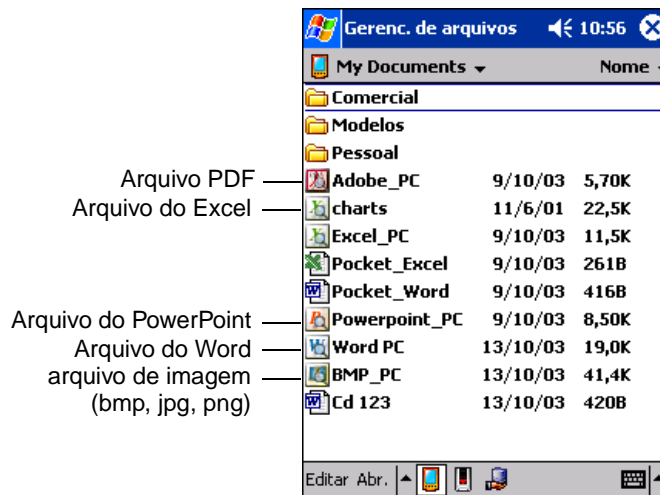 Gerenc. de arquivos 10:56
My Documents Nome
Comercial
Modelos
Pessoal
Arquivo PDF Adobe_PC 9/10/03 5,70K
Arquivo do Excel charts 11/6/01 22,5K
Excel_PC 9/10/03 11,5K
Pocket_Excel 9/10/03 261B
Pocket_Word 9/10/03 416B
Arquivo do PowerPoint Powerpoint_PC 9/10/03 8,50K
Arquivo do Word Word PC 13/10/03 19,0K
arquivo de imagem BMP_PC 13/10/03 41,4K
(bmp, jpg, png) Cd 123 13/10/03 420B
Editar Abr.